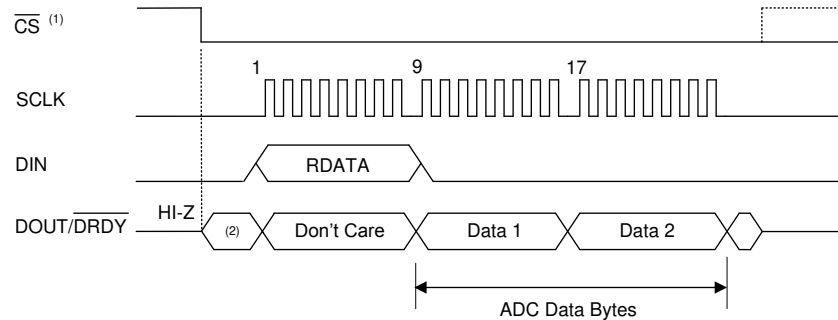 CS (1)
1 9 17
SCLK
DIN RDATA
DOUT/DRDY HI-Z (2) Don't Care Data 1 Data 2
ADC Data Bytes